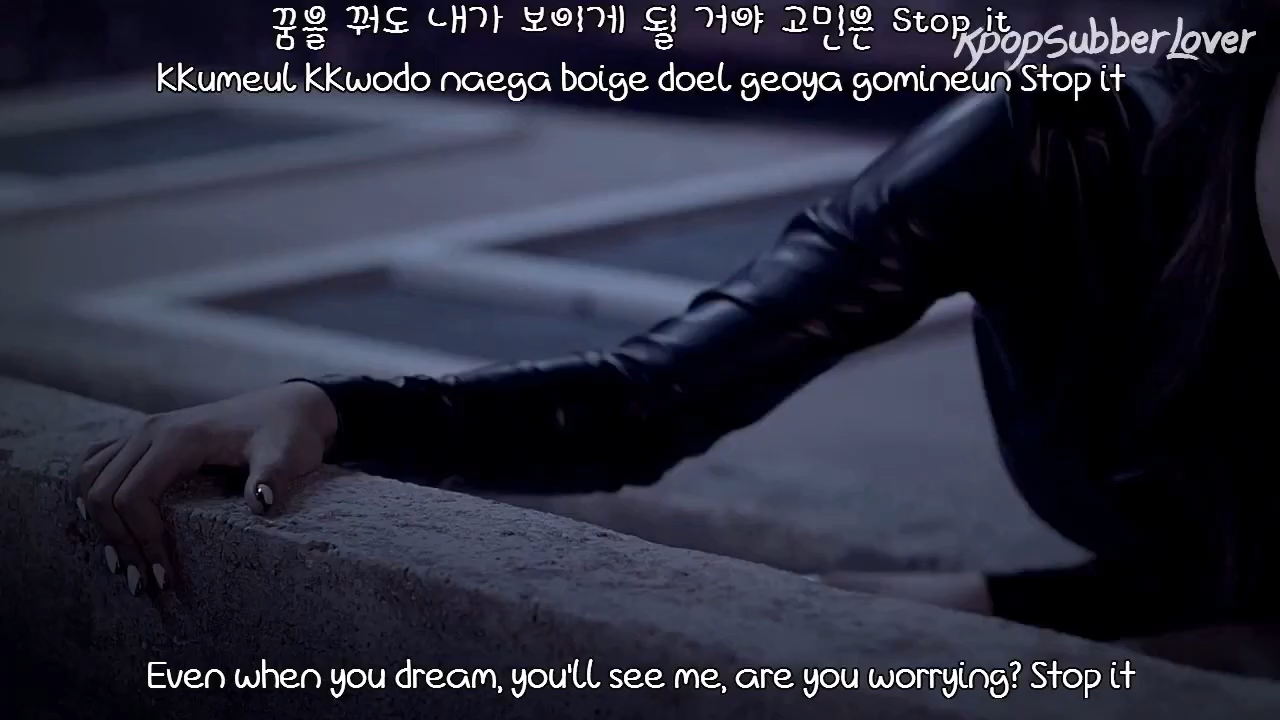 꿈을 꿔도 내가 보이게 될 거야 고민은 Stop it
KpopSubberLover
KKumeul KKwodo naega boige doel geoya gomineun Stop it
Even when you dream, you'll see me, are you worrying? Stop it